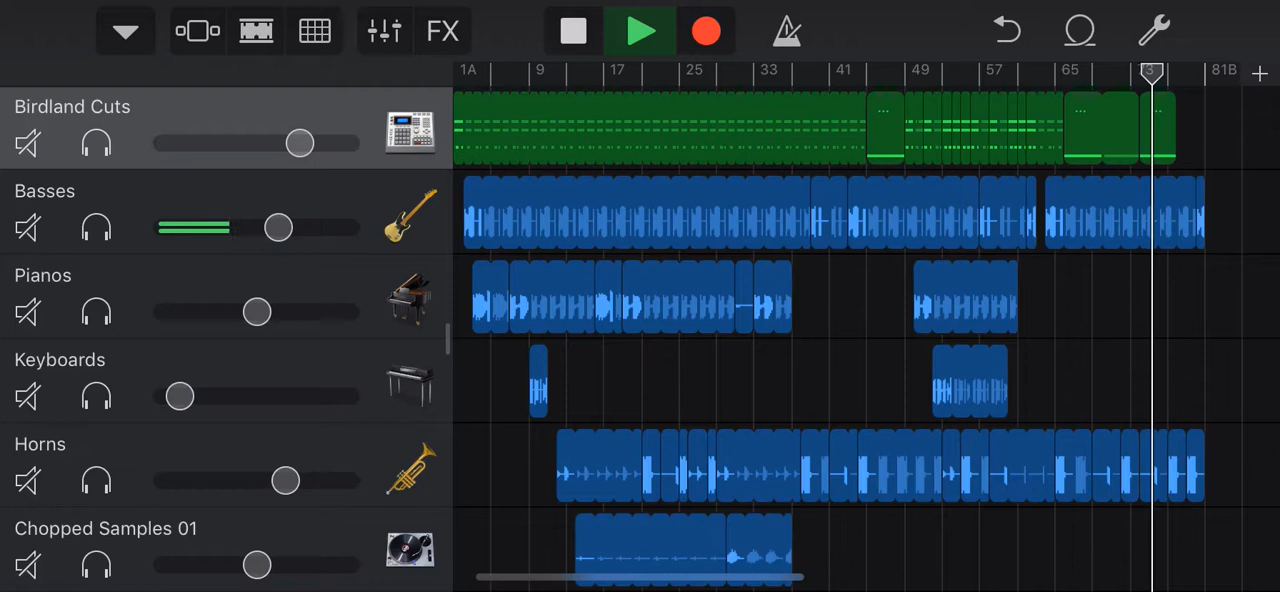 FX
1A 9 17 25 33 41 49 57 65 73 81B
Birdland Cuts
Basses
Pianos
Keyboards
Horns
Chopped Samples 01